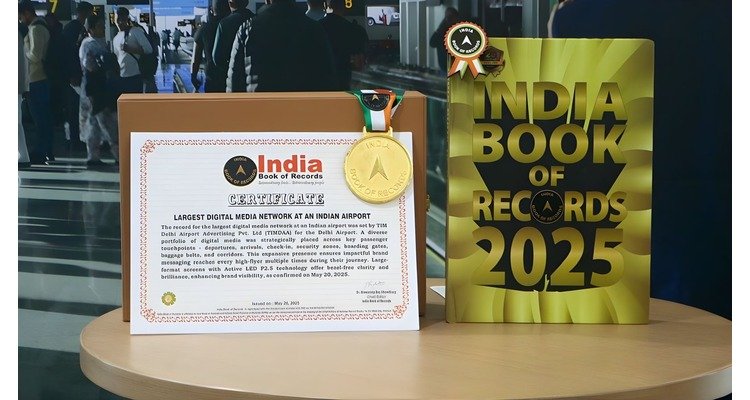 India
Book of Records
CERTIFICATE
LARGEST DIGITAL MEDIA NETWORK AT AN INDIAN AIRPORT
The record for the largest digital media network at an Indian airport was set by TIM
Delhi Airport Advertising Pvt. Ltd (TIMDAA) for the Delhi Airport. A diverse
portfolio of digital media was strategically placed across key passenger
touchpoints - departures, arrivals, check-in, security zones, boarding gates,
baggage belts, and corridors. This expansive presence ensures impactful brand
messaging reaches every high-flyer multiple times during their journey. Large-
format screens with Active LED P2.5 technology offer bezel-free clarity and
brilliance, enhancing brand visibility, as confirmed on May 20, 2025.
Issued on : May 26, 2025
Chief Editor
India Book of Records
INDIA
BOOK OF RECORDS
INDIA
BOOK OF RECORDS
INDIA
BOOK
OF
RECORDS
2025